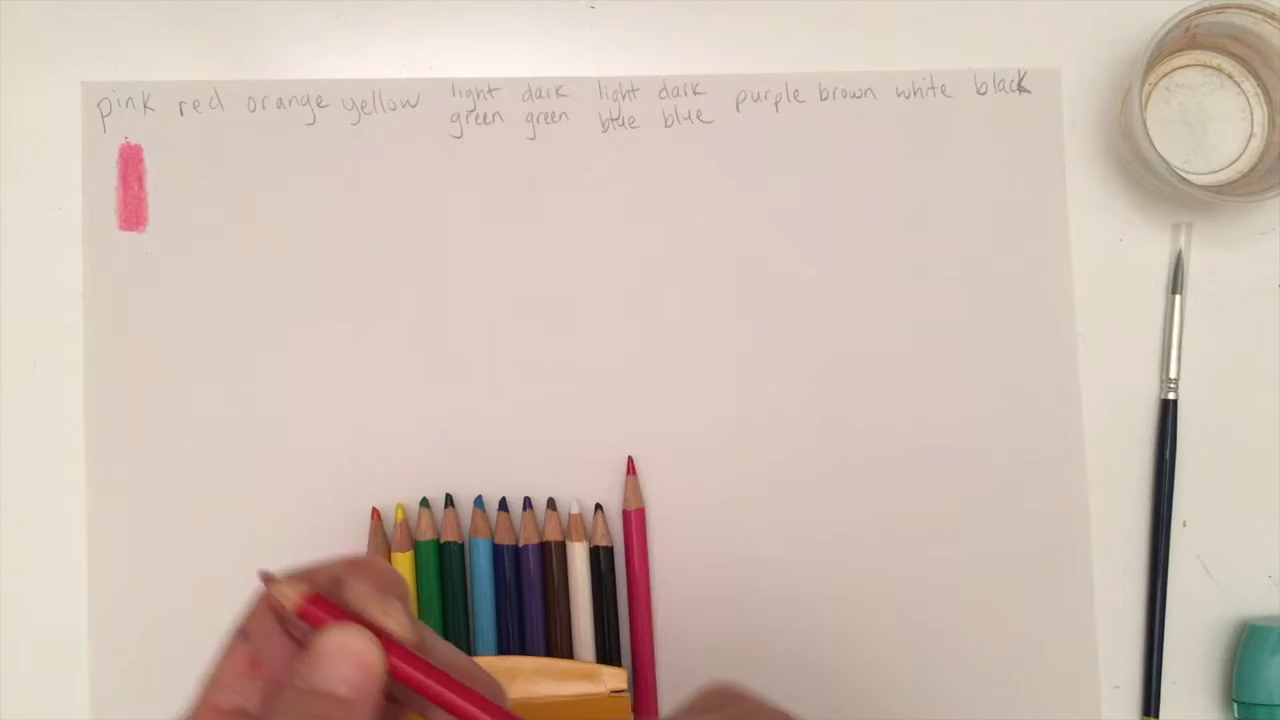 pink red orange yellow light green dark green light blue dark blue purple brown white black